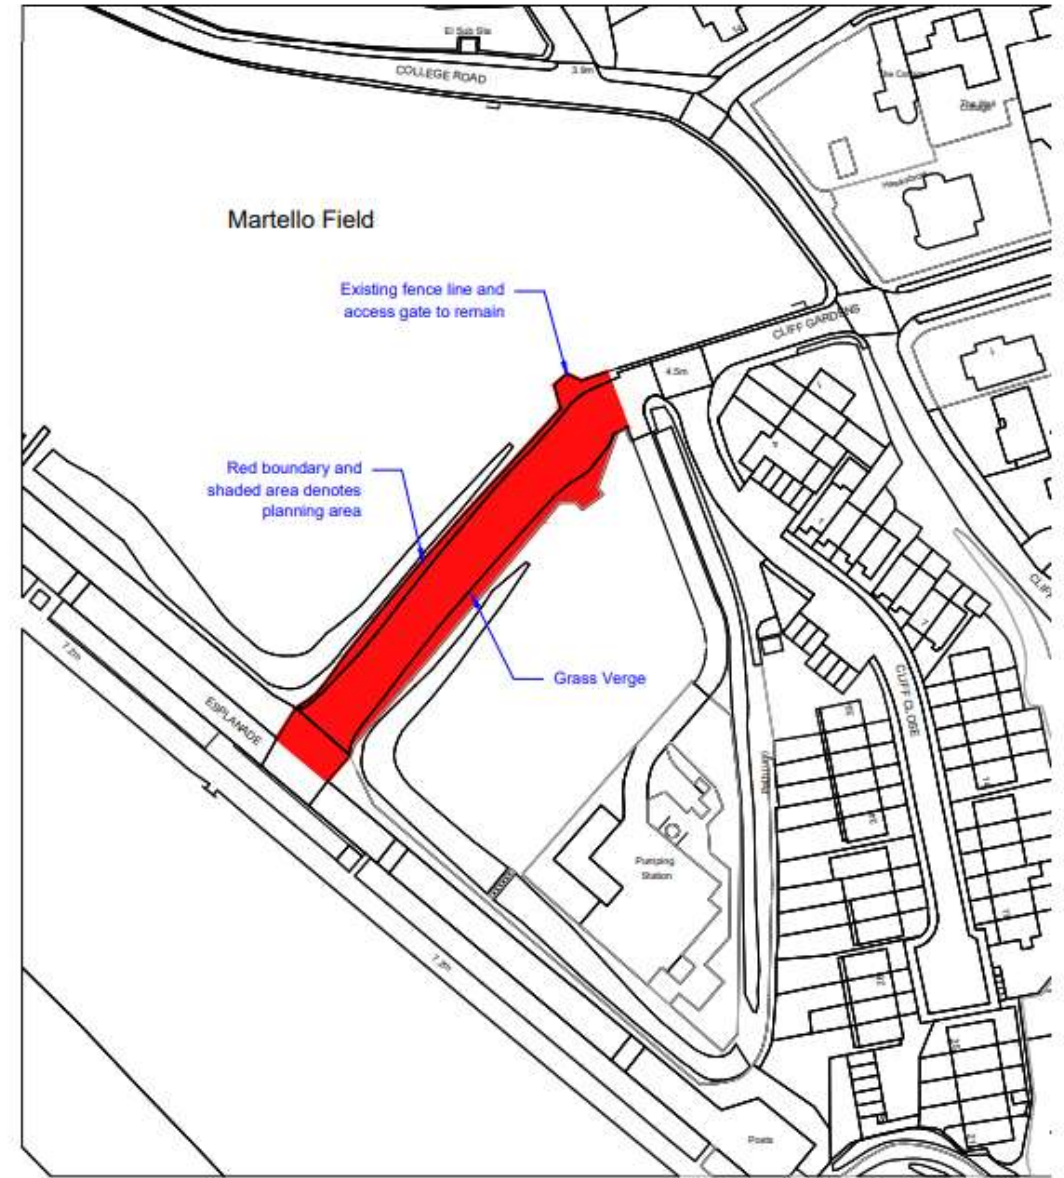 El Sub Sta
COLLEGE ROAD
3.9m
Martello Field
Existing fence line and
access gate to remain
CLIFF GARDENS
4.5m
Red boundary and
shaded area denotes
planning area
Grass Verge
ESPLANADE
7.2m
CLIFF CLOSE
Pumping
Station
7.2m
Posts